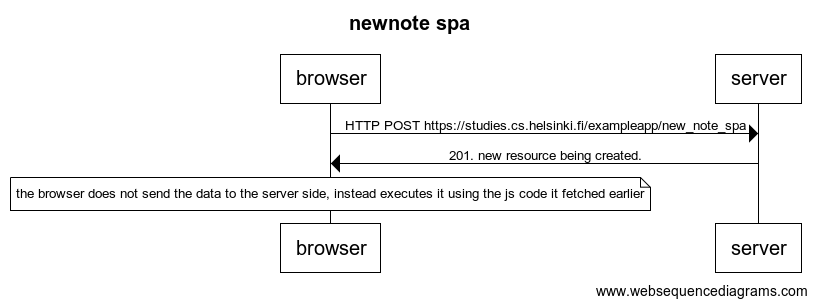 newnote spa
browser
server
HTTP POST https://studies.cs.helsinki.fi/exampleapp/new_note_spa
201. new resource being created.
the browser does not send the data to the server side, instead executes it using the js code it fetched earlier
browser
server
www.websequencediagrams.com